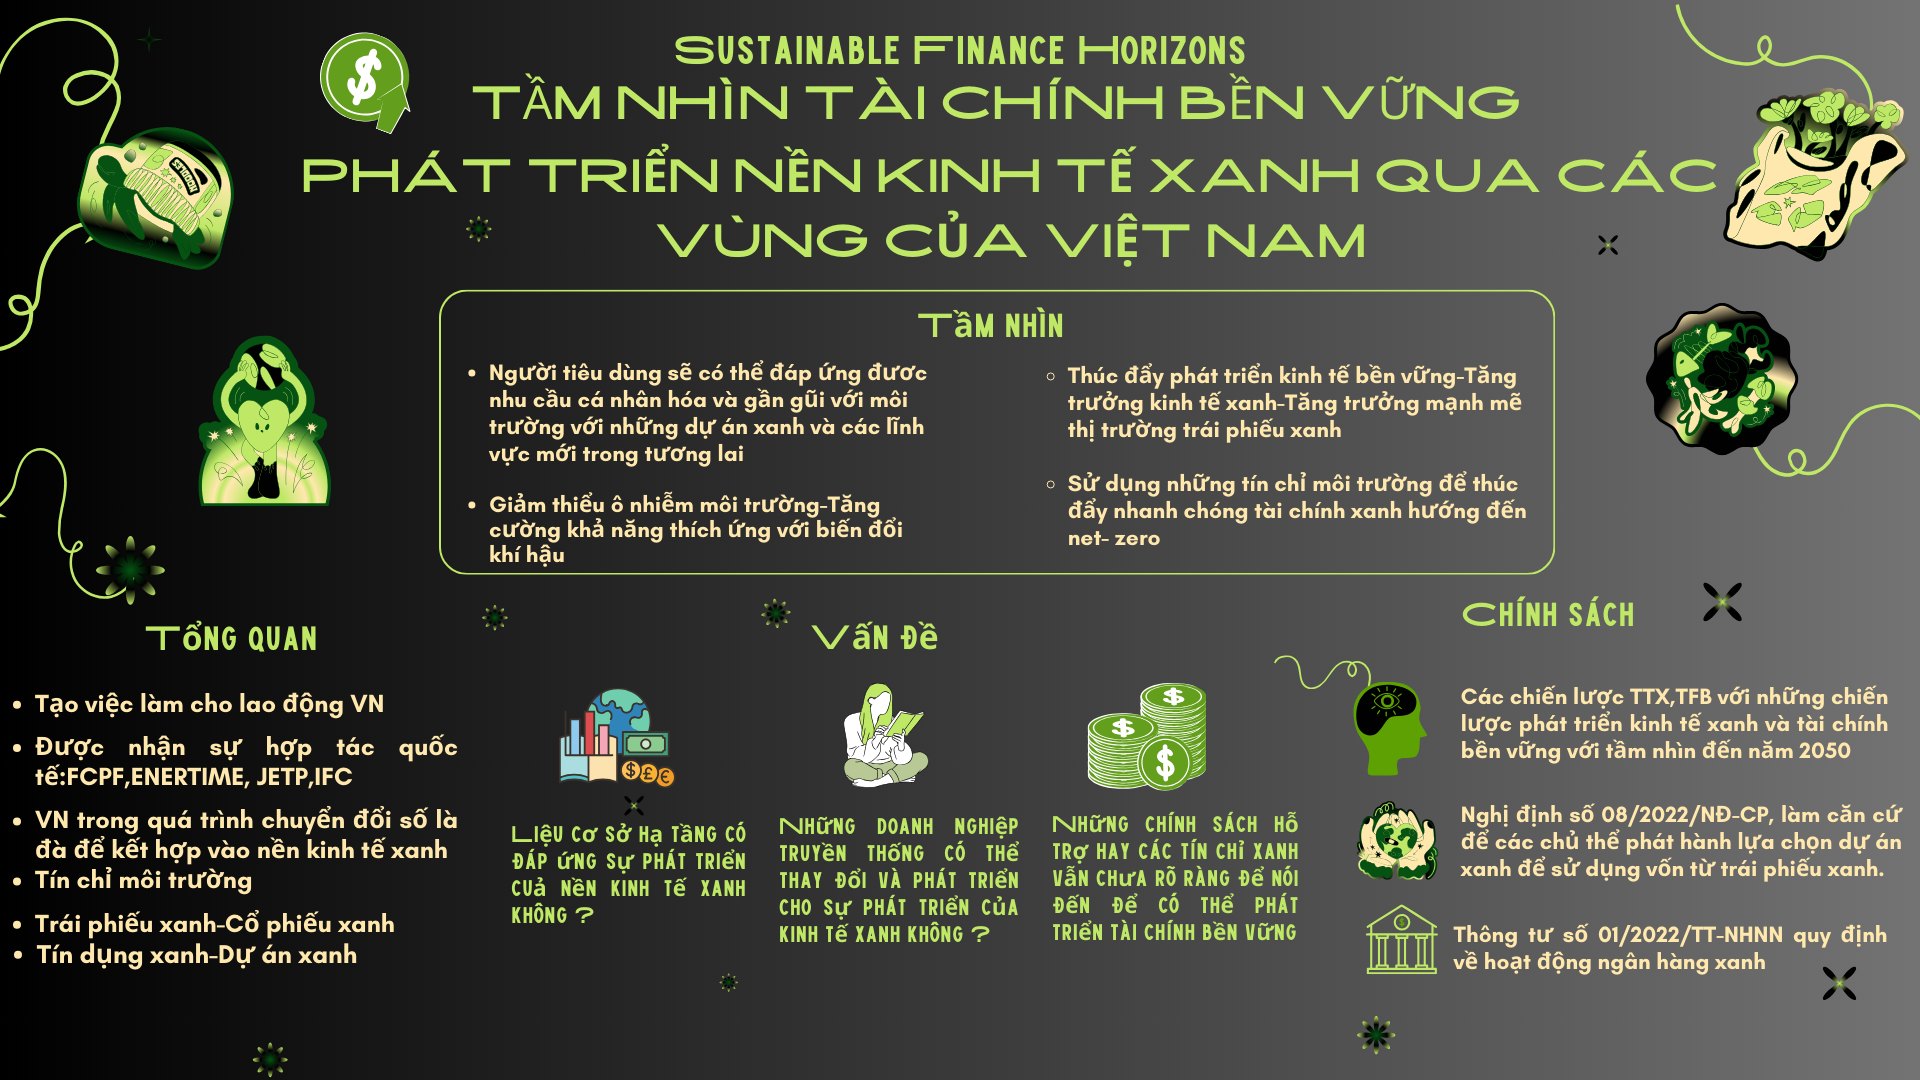 Sustainable Finance Horizons
TẦM NHÌN TÀI CHÍNH BỀN VỮNG
PHÁT TRIỂN NỀN KINH TẾ XANH QUA CÁC
VÙNG CỦA VIỆT NAM
Tầm nhìn
• Người tiêu dùng sẽ có thể đáp ứng đươc
nhu cầu cá nhân hóa và gần gũi với môi
trường với những dự án xanh và các lĩnh
vực mới trong tương lai
• Giảm thiểu ô nhiễm môi trường-Tăng
cường khả năng thích ứng với biến đổi
khí hậu
◦ Thúc đẩy phát triển kinh tế bền vững-Tăng
trưởng kinh tế xanh-Tăng trưởng mạnh mẽ
thị trường trái phiếu xanh
◦ Sử dụng những tín chỉ môi trường để thúc
đẩy nhanh chóng tài chính xanh hướng đến
net- zero
Tổng quan
• Tạo việc làm cho lao động VN
• Được nhận sự hợp tác quốc
tế:FCPF,ENERTIME, JETP,IFC
• VN trong quá trình chuyển đổi số là
đà để kết hợp vào nền kinh tế xanh
• Tín chỉ môi trường
• Trái phiếu xanh-Cổ phiếu xanh
• Tín dụng xanh-Dự án xanh
Vấn Đề
Liệu cơ sở hạ tầng có
đáp ứng sự phát triển
cuả nền kinh tế xanh
không ?
Những doanh nghiệp
truyền thống có thể
thay đổi và phát triển
cho sự phát triển của
kinh tế xanh không ?
Những chính sách hỗ
trợ hay các tín chỉ xanh
vẫn chưa rõ ràng để nói
đến để có thể phát
triển tài chính bền vững
Chính sách
Các chiến lược TTX,TFB với những chiến
lược phát triển kinh tế xanh và tài chính
bền vững với tầm nhìn đến năm 2050
Nghị định số 08/2022/NĐ-CP, làm căn cứ
để các chủ thể phát hành lựa chọn dự án
xanh để sử dụng vốn từ trái phiếu xanh.
Thông tư số 01/2022/TT-NHNN quy định
về hoạt động ngân hàng xanh